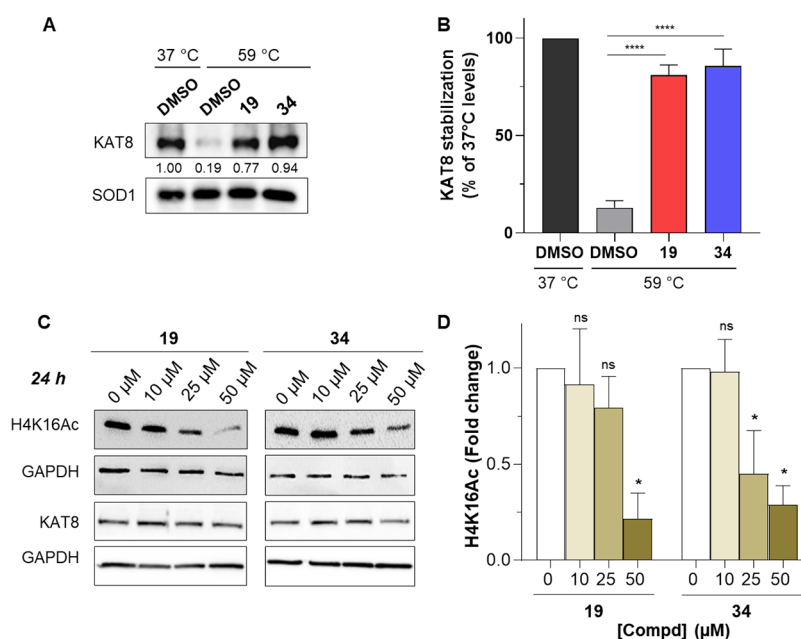 A
37 °C 59 °C
DMSO DMSO 19 34
KAT8
1.00 0.19 0.77 0.94
SOD1
B
KAT8 stabilization
(% of 37°C levels)
100
50
0
**** ****
DMSO DMSO 19 34
37 °C 59 °C
C
19 34
24 h
0 µM 10 µM 25 µM 50 µM 0 µM 10 µM 25 µM 50 µM
H4K16Ac
GAPDH
KAT8
GAPDH
D
H4K16Ac (Fold change)
1.0
0.5
0.0
ns ns * ns * *
0 10 25 50 0 10 25 50
19 34
[Compd] (µM)